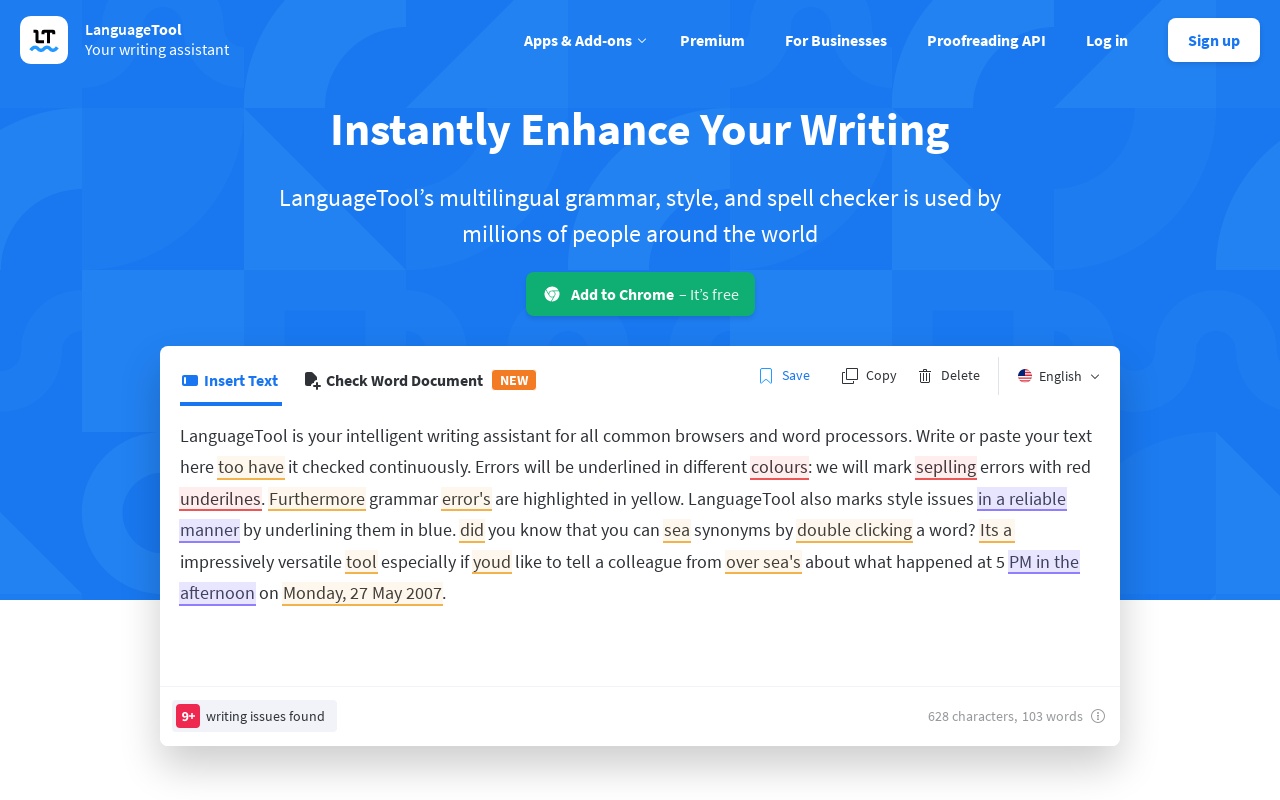 LanguageTool
Your writing assistant
Apps & Add-ons
Premium
For Businesses
Proofreading API
Log in
Sign up
Instantly Enhance Your Writing
LanguageTool’s multilingual grammar, style, and spell checker is used by
millions of people around the world
Add to Chrome – It’s free
Insert Text
Check Word Document NEW
Save
Copy
Delete
English
LanguageTool is your intelligent writing assistant for all common browsers and word processors. Write or paste your text
here too have it checked continuously. Errors will be underlined in different colours: we will mark seplling errors with red
underilnes. Furthermore grammar error's are highlighted in yellow. LanguageTool also marks style issues in a reliable
manner by underlining them in blue. did you know that you can sea synonyms by double clicking a word? Its a
impressively versatile tool especially if youd like to tell a colleague from over sea's about what happened at 5 PM in the
afternoon on Monday, 27 May 2007.
9+ writing issues found
628 characters, 103 words